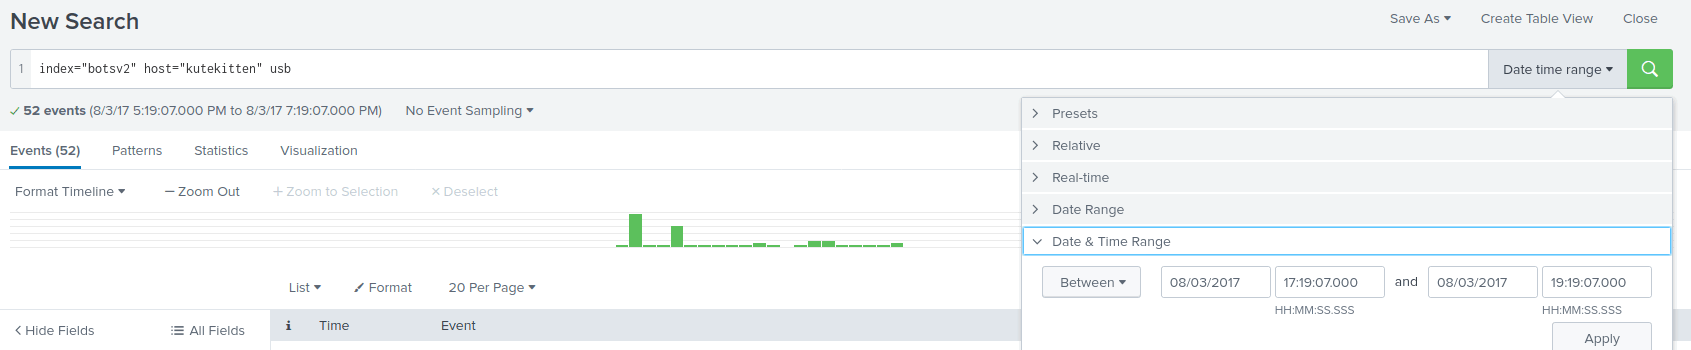 New Search
Save As Create Table View Close
1 index="botsv2" host="kutekitten" usb
Date time range
52 events (8/3/17 5:19:07.000 PM to 8/3/17 7:19:07.000 PM) No Event Sampling
Presets
Relative
Real-time
Date Range
Date & Time Range
Between 08/03/2017 17:19:07.000 and 08/03/2017 19:19:07.000
HH:MM:SS.SSS HH:MM:SS.SSS
Apply
Events (52) Patterns Statistics Visualization
Format Timeline — Zoom Out + Zoom to Selection × Deselect
List Format 20 Per Page
< Hide Fields All Fields
i Time Event